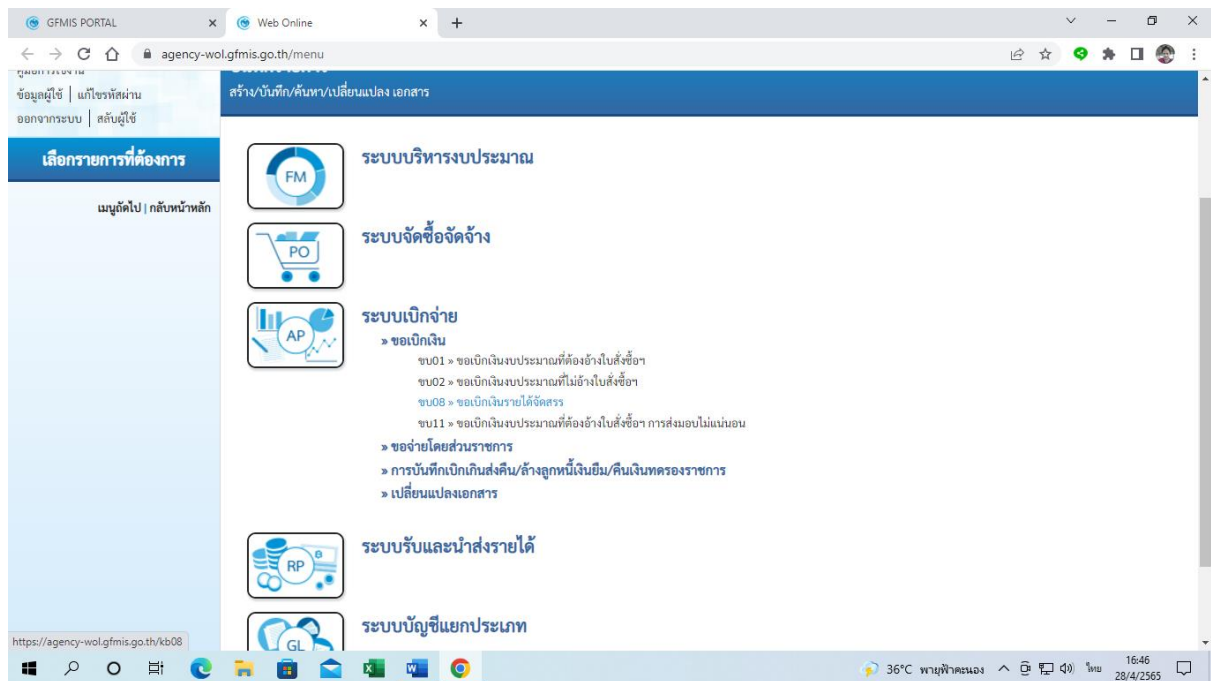 GFMIS PORTAL
Web Online
agency-wol.gfmis.go.th/menu
ข้อมูลผู้ใช้ | แก้ไขรหัสผ่าน
ออกจากระบบ | สลับผู้ใช้
เลือกรายการที่ต้องการ
เมนูถัดไป | กลับหน้าหลัก
สร้าง/บันทึก/ค้นหา/เปลี่ยนแปลง เอกสาร
FM
ระบบบริหารงบประมาณ
PO
ระบบจัดซื้อจัดจ้าง
AP
ระบบเบิกจ่าย
» ขอเบิกเงิน
ขบ01 » ขอเบิกเงินงบประมาณที่ต้องอ้างใบสั่งซื้อฯ
ขบ02 » ขอเบิกเงินงบประมาณที่ไม่อ้างใบสั่งซื้อฯ
ขบ08 » ขอเบิกเงินรายได้จัดสรร
ขบ11 » ขอเบิกเงินงบประมาณที่ต้องอ้างใบสั่งซื้อฯ การส่งมอบไม่แน่นอน
» ขอจ่ายโดยส่วนราชการ
» การบันทึกเบิกเกินส่งคืน/ล้างลูกหนี้เงินยืม/คืนเงินทดรองราชการ
» เปลี่ยนแปลงเอกสาร
RP
ระบบรับและนำส่งรายได้
GL
ระบบบัญชีแยกประเภท
https://agency-wol.gfmis.go.th/kb08
36°C พายุฟ้าคะนอง
ไทย
16:46
28/4/2565